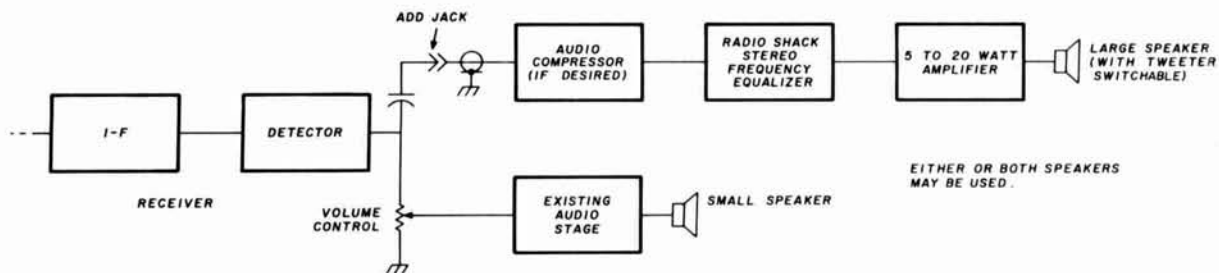 ADD JACK
AUDIO
COMPRESSOR
(IF DESIRED)
RADIO SHACK
STEREO
FREQUENCY
EQUALIZER
5 TO 20 WATT
AMPLIFIER
LARGE SPEAKER
(WITH TWEETER
SWITCHABLE)
I-F
DETECTOR
RECEIVER
VOLUME
CONTROL
EXISTING
AUDIO
STAGE
SMALL SPEAKER
EITHER OR BOTH SPEAKERS
MAY BE USED.